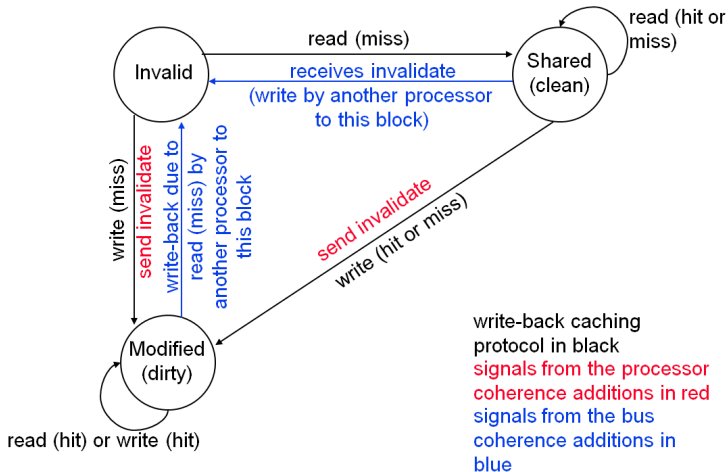 read (hit or
miss)
read (miss)
Invalid
Shared
(clean)
receives invalidate
(write by another processor
to this block)
write (miss)
send invalidate
write-back due to
read (miss) by
another processor to
this block
send invalidate
write (hit or miss)
Modified
(dirty)
read (hit) or write (hit)
write-back caching
protocol in black
signals from the processor
coherence additions in red
signals from the bus
coherence additions in
blue